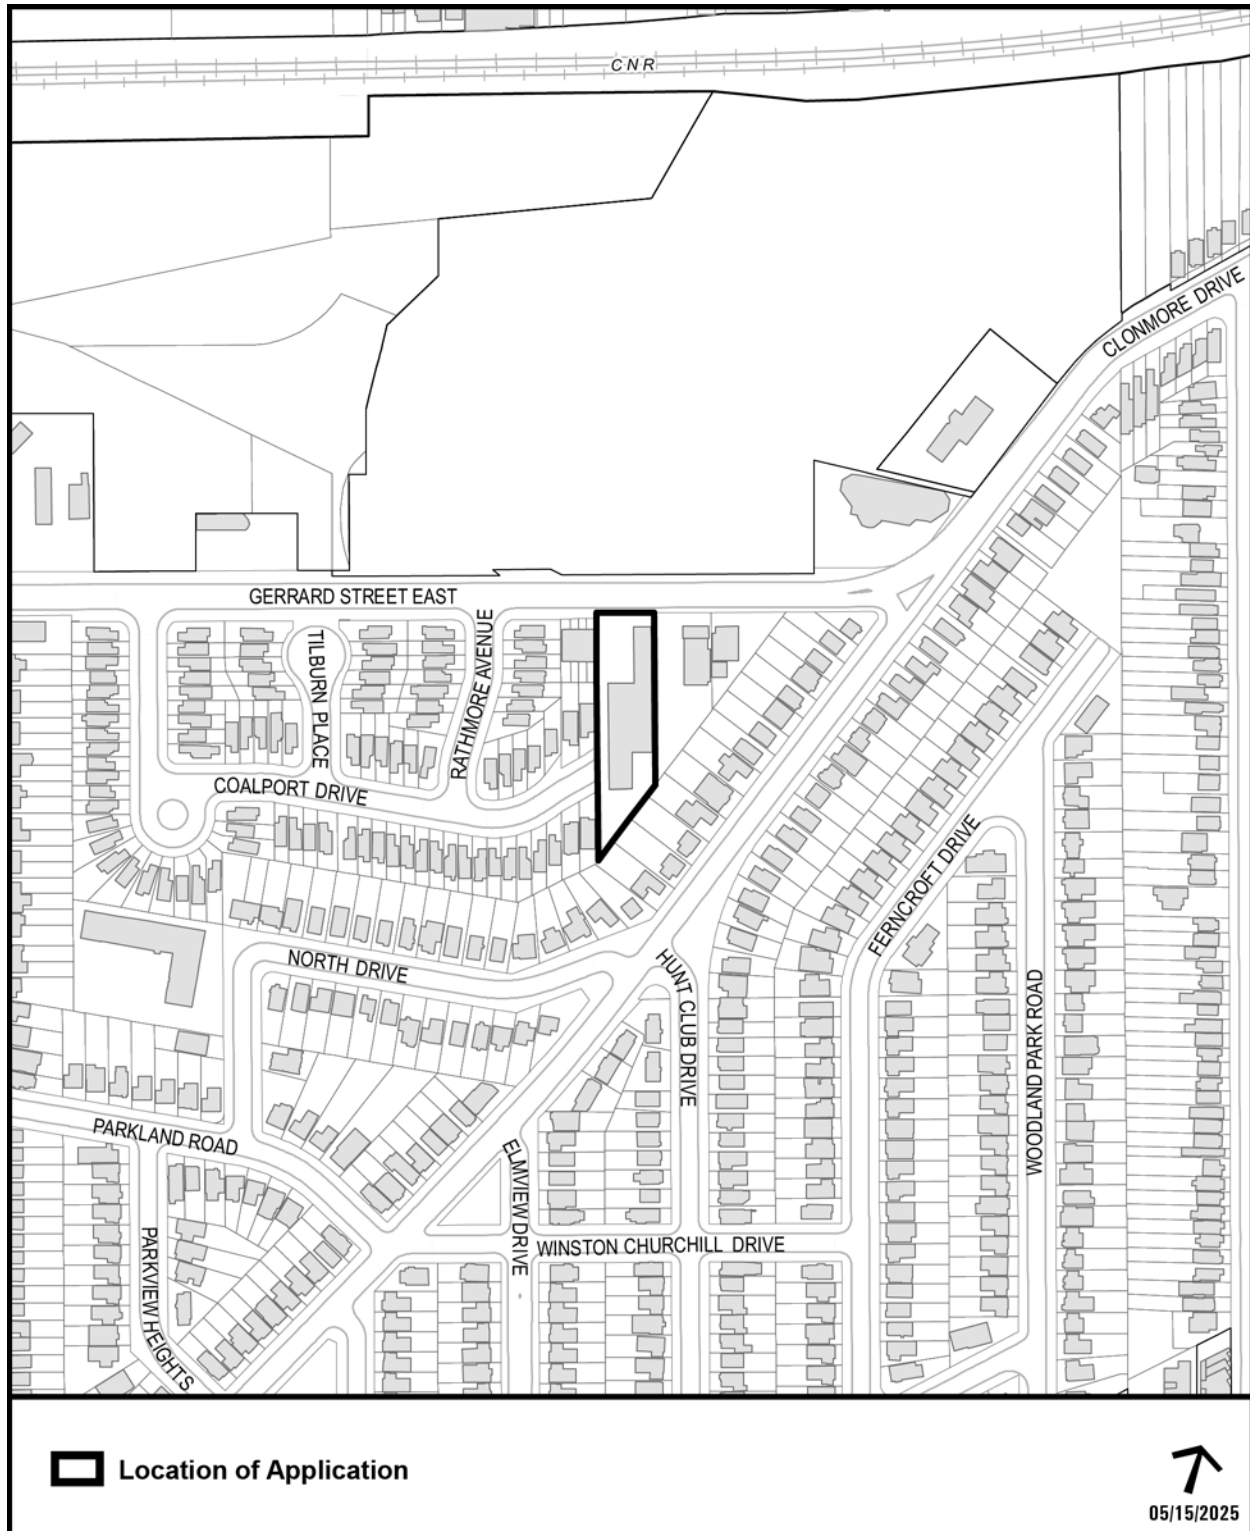 CNR
CLONMORE DRIVE
GERRARD STREET EAST
TILBURN PLACE
RATHMORE AVENUE
COALPORT DRIVE
FERNCROFT DRIVE
NORTH DRIVE
HUNT CLUB DRIVE
WOODLAND PARK ROAD
PARKLAND ROAD
ELMVIEW DRIVE
WINSTON CHURCHILL DRIVE
PARKVIEW HEIGHTS
Location of Application
05/15/2025